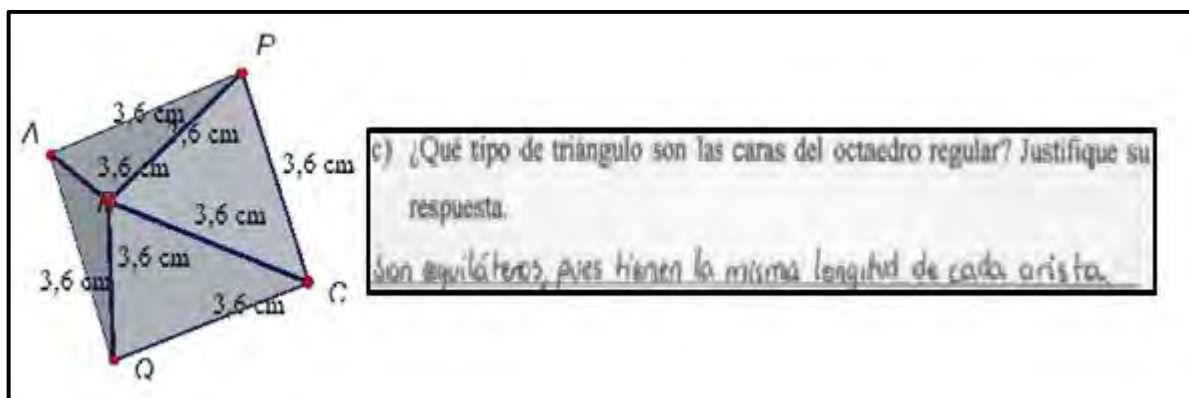 P
A
3,6 cm
3,6 cm
3,6 cm
3,6 cm
3,6 cm
3,6 cm
3,6 cm
3,6 cm
C
Q
c) ¿Qué tipo de triángulo son las caras del octaedro regular? Justifique su
respuesta.
Son equiláteros, pues tienen la misma longitud de cada arista.